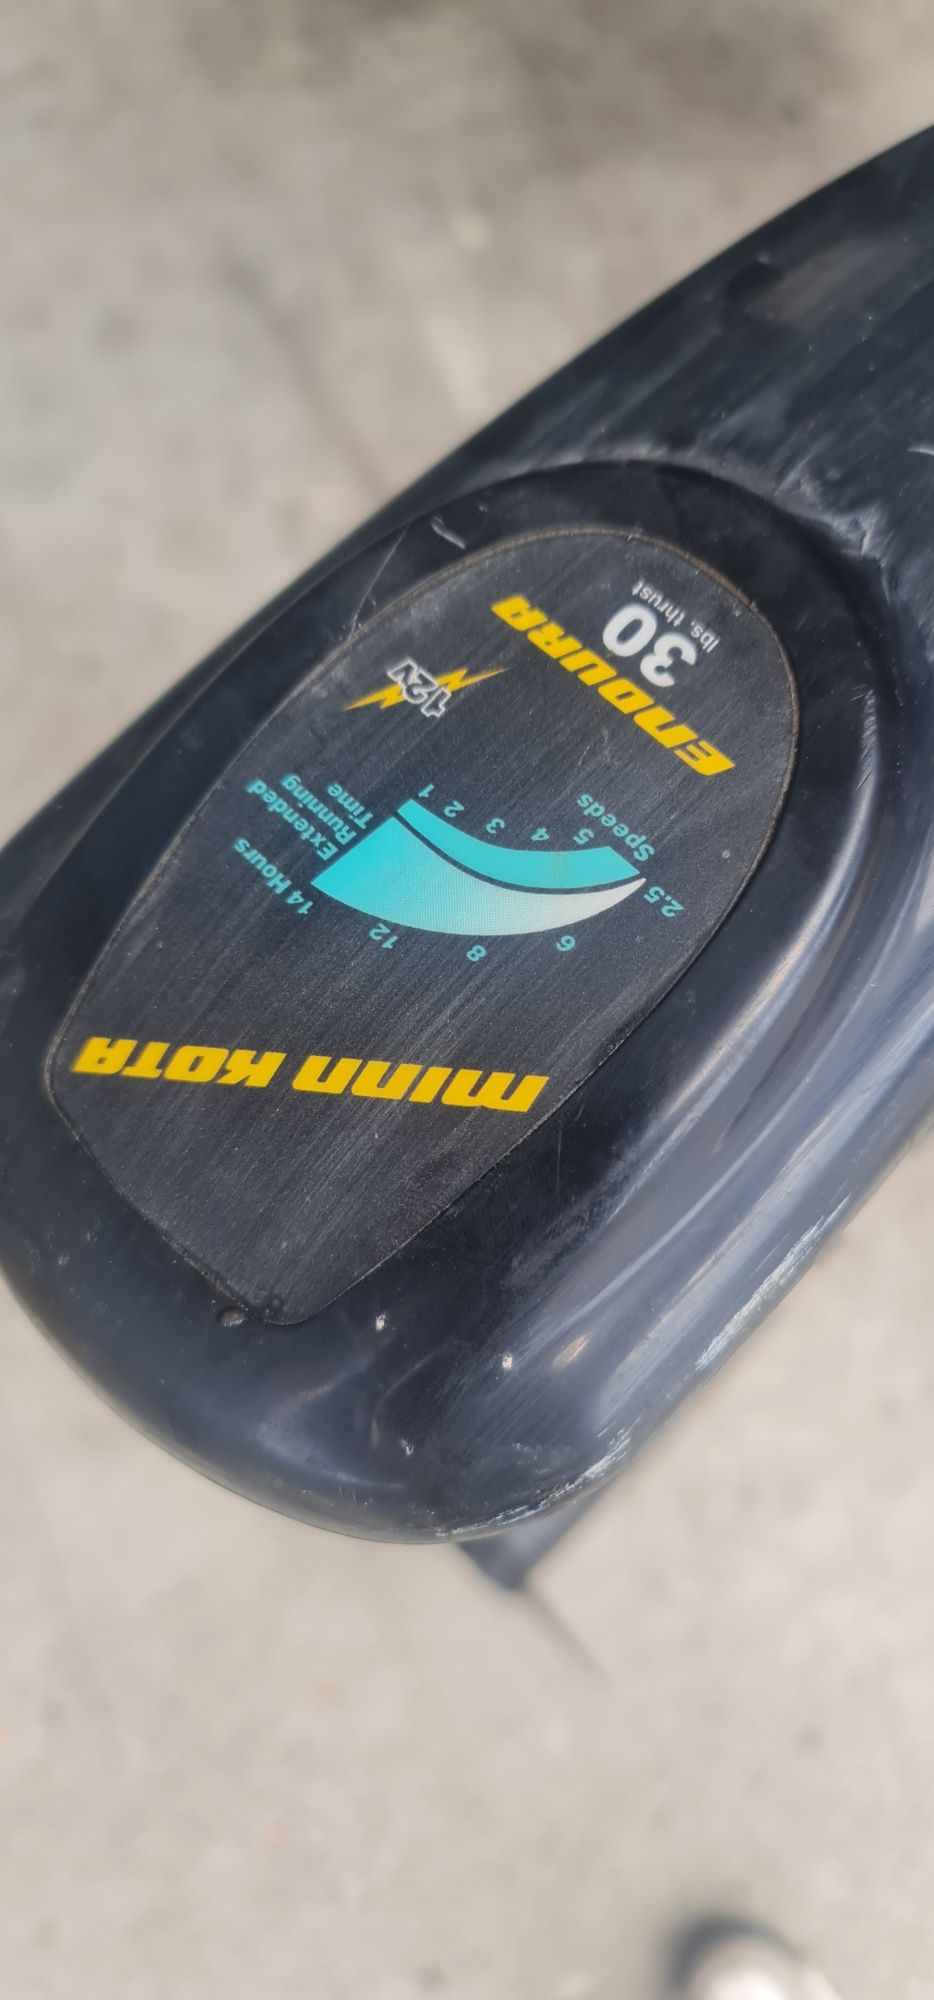 MINN KOTA
14 Hours
12
8
6
2.5
Extended
Running
Time
1
2
3
4
5
Speeds
12V
ENDURA
30
lbs. thrust